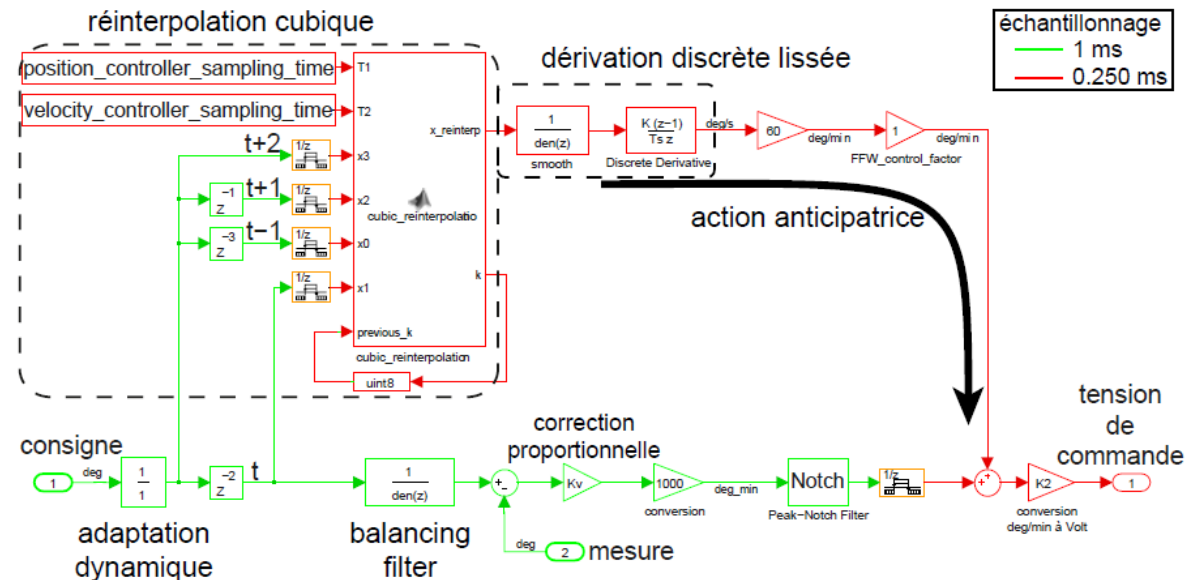 réinterpolation cubique
échantillonnage
1 ms
0.250 ms
position_controller_sampling_time
T1
velocity_controller_sampling_time
T2
dérivation discrète lissée
x_reinterp
1
den(z)
smooth
K (z-1)
Ts z
Discrete Derivative
deg/s
60
deg/min
1
deg/min
FFW_control_factor
t+2
1/z
x3
-1
z
t+1
1/z
x2
cubic_reinterpolatio
-3
z
t-1
1/z
x0
1/z
x1
k
previous_k
cubic_reinterpolation
uint8
action anticipatrice
consigne
1
deg
1
1
adaptation
dynamique
-2
z
t
1
den(z)
balancing
filter
+
-
correction
proportionnelle
Kv
1000
conversion
deg_min
Notch
Peak-Notch Filter
1/z
+
+
K2
conversion
deg/min à Volt
tension
de
commande
1
deg
2
mesure